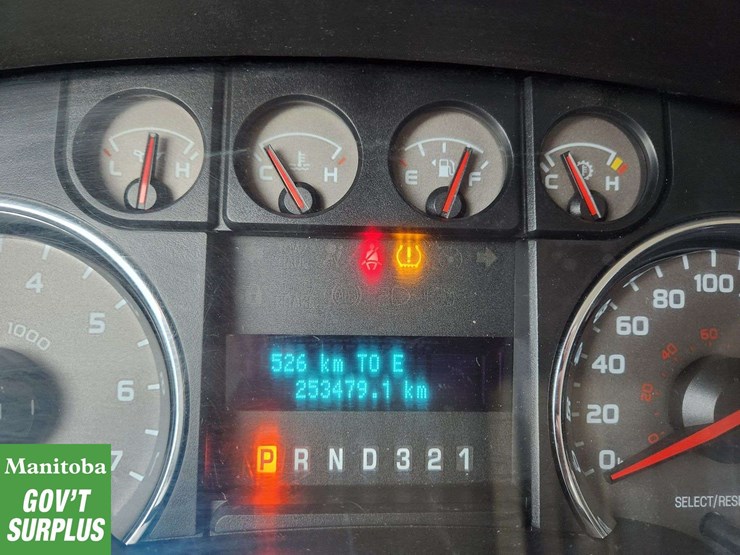 L H
C H
E F
C H
4
5
6
7
1000
526 km TO E
253479.1 km
P R N D 3 2 1
100
80
60
40
20
0
60
40
20
0
SELECT/RES
Manitoba
GOV'T
SURPLUS